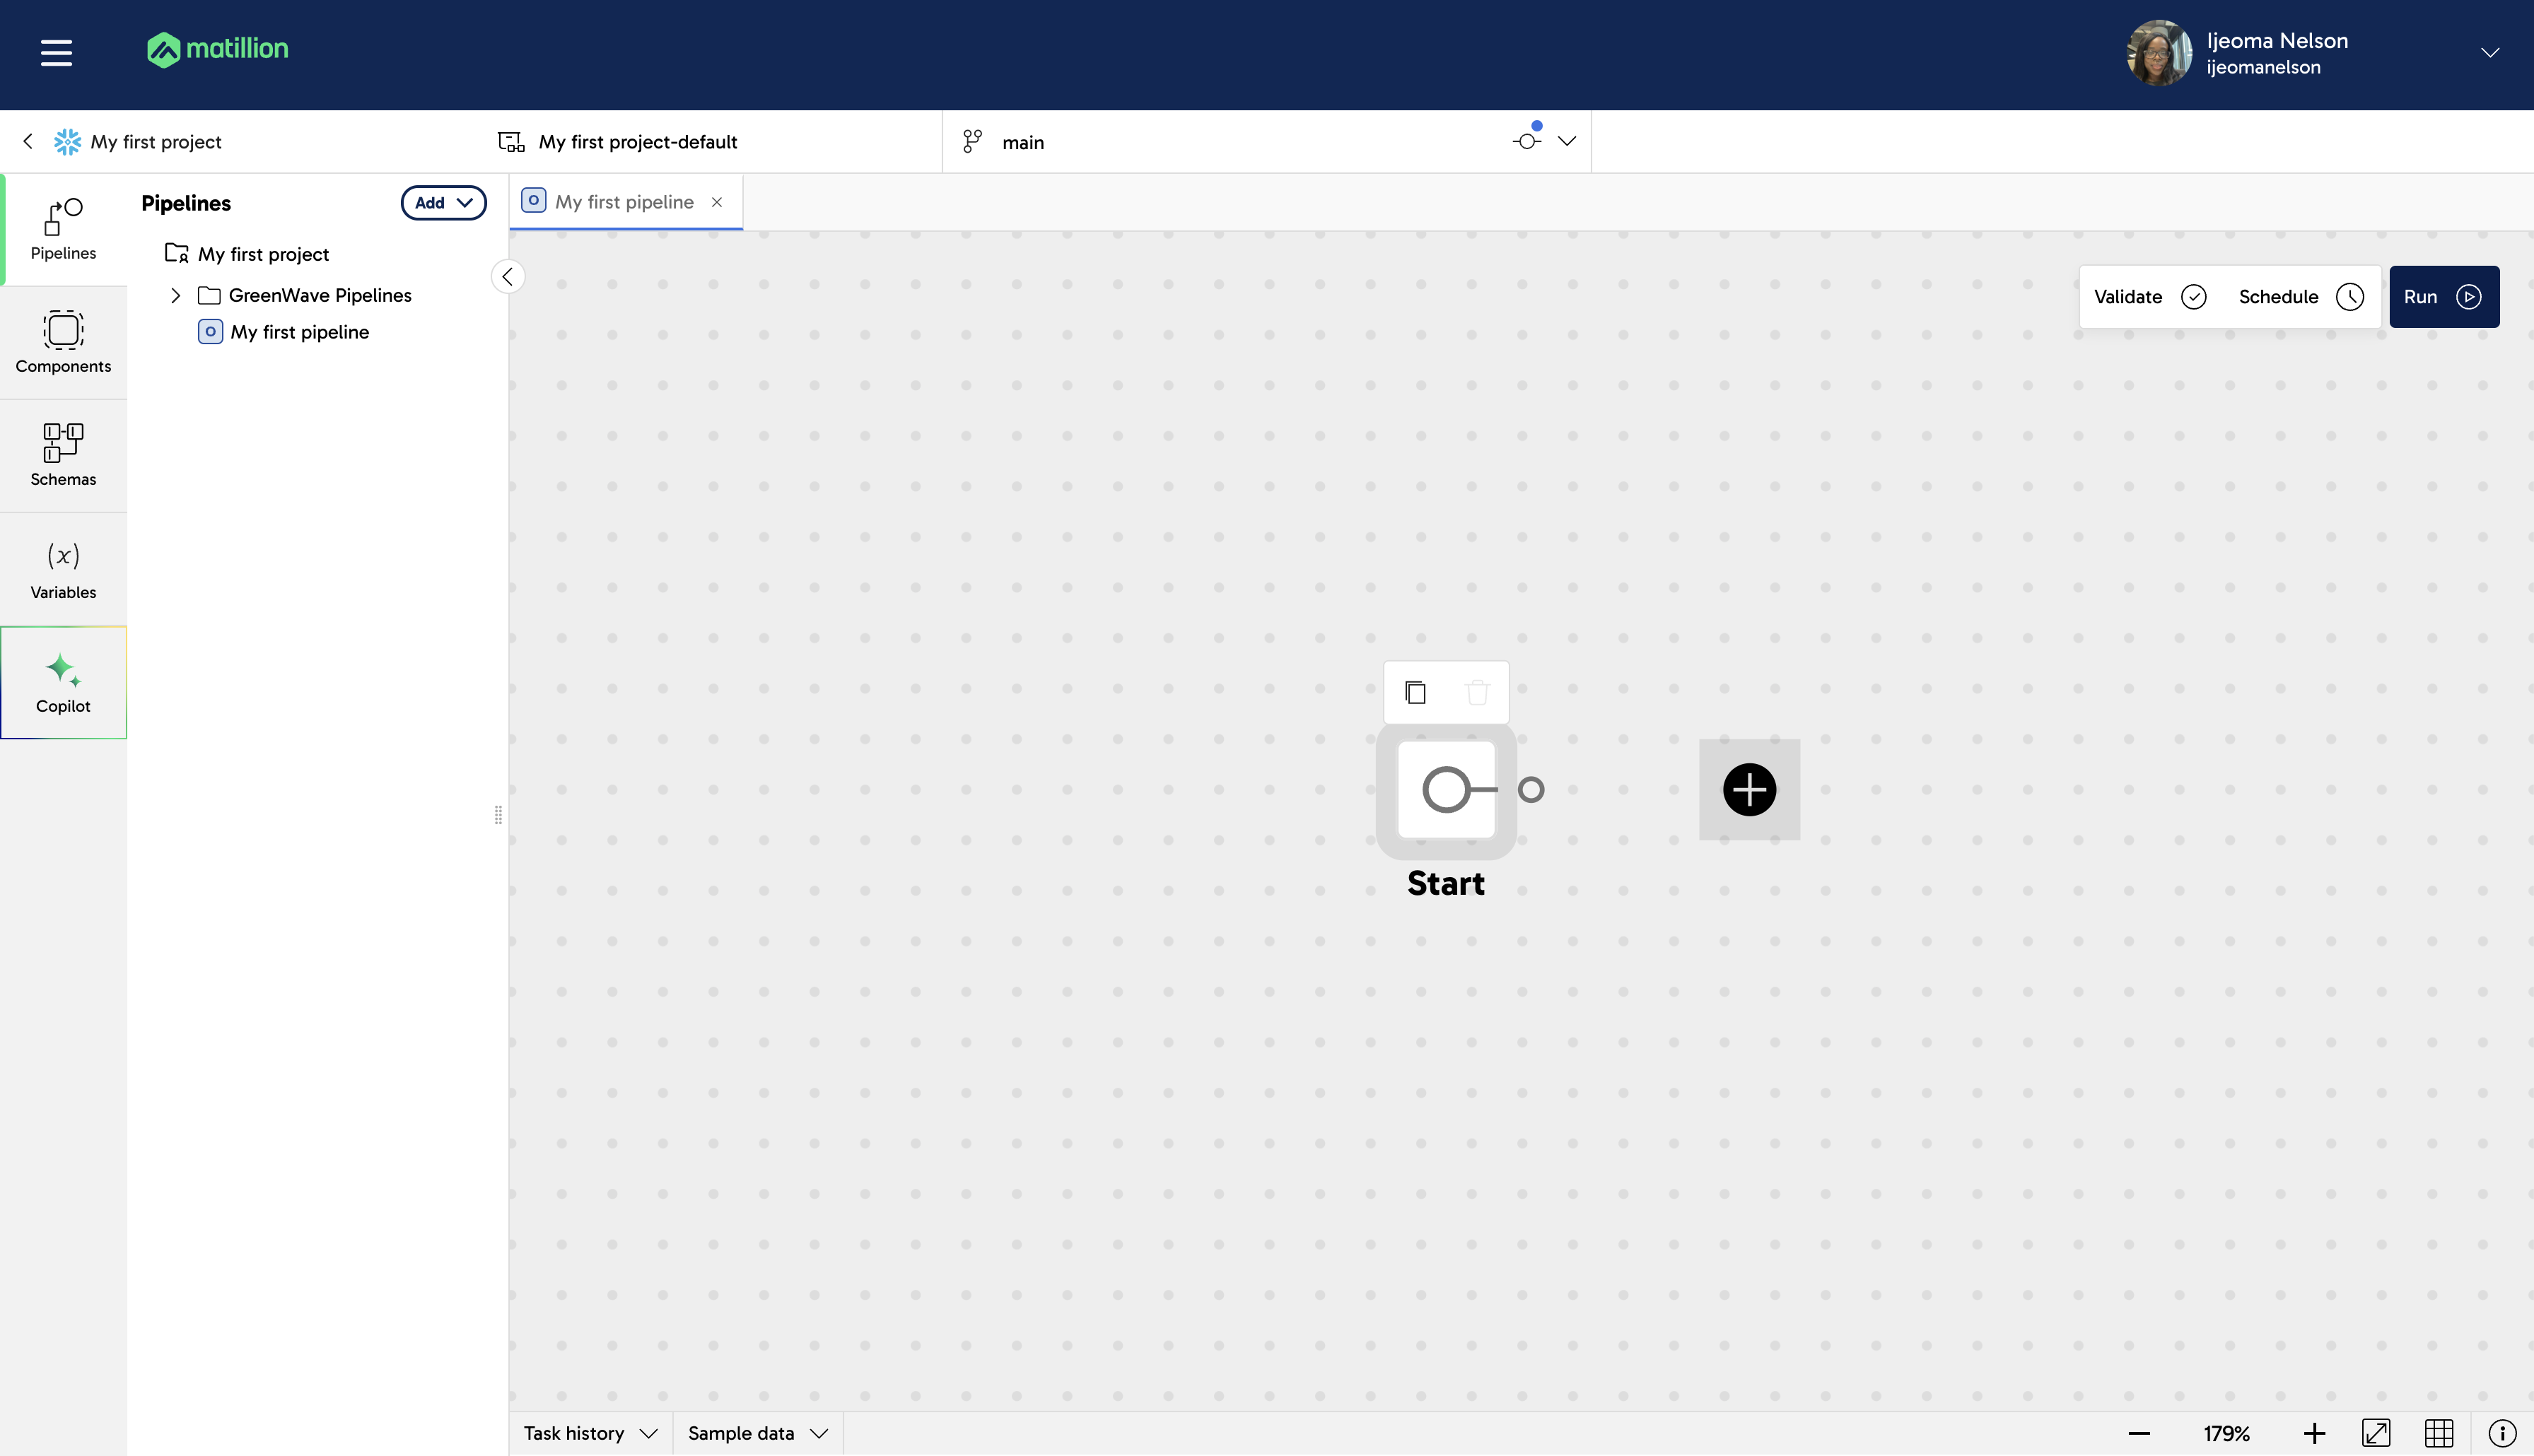 matillion
Ijeoma Nelson
ijeomanelson
My first project
My first project-default
main
Pipelines
Components
Schemas
(x)
Variables
Copilot
Pipelines
Add
My first project
GreenWave Pipelines
O My first pipeline
O My first pipeline
Validate
Schedule
Run
Start
Task history
Sample data
179%